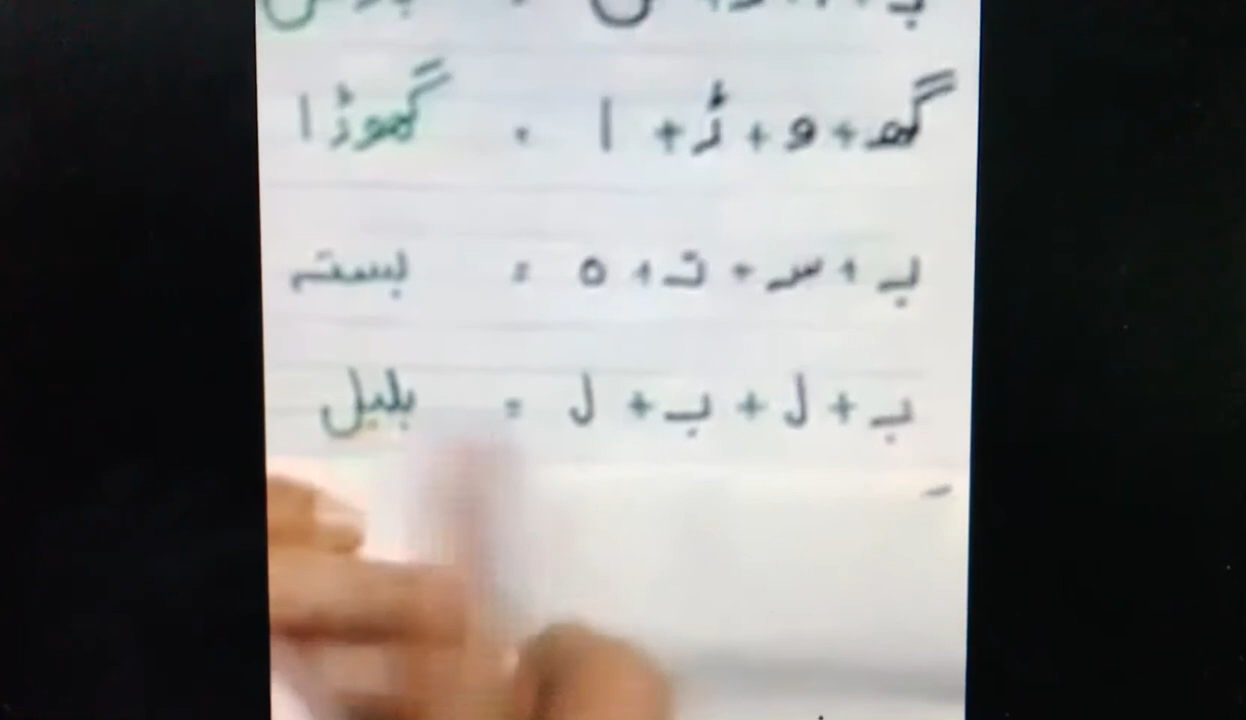 گھ + و + ڑ + ا = گھوڑا
ب + س + ت + ہ = بستہ
ب + ل + ب + ل = بلبل